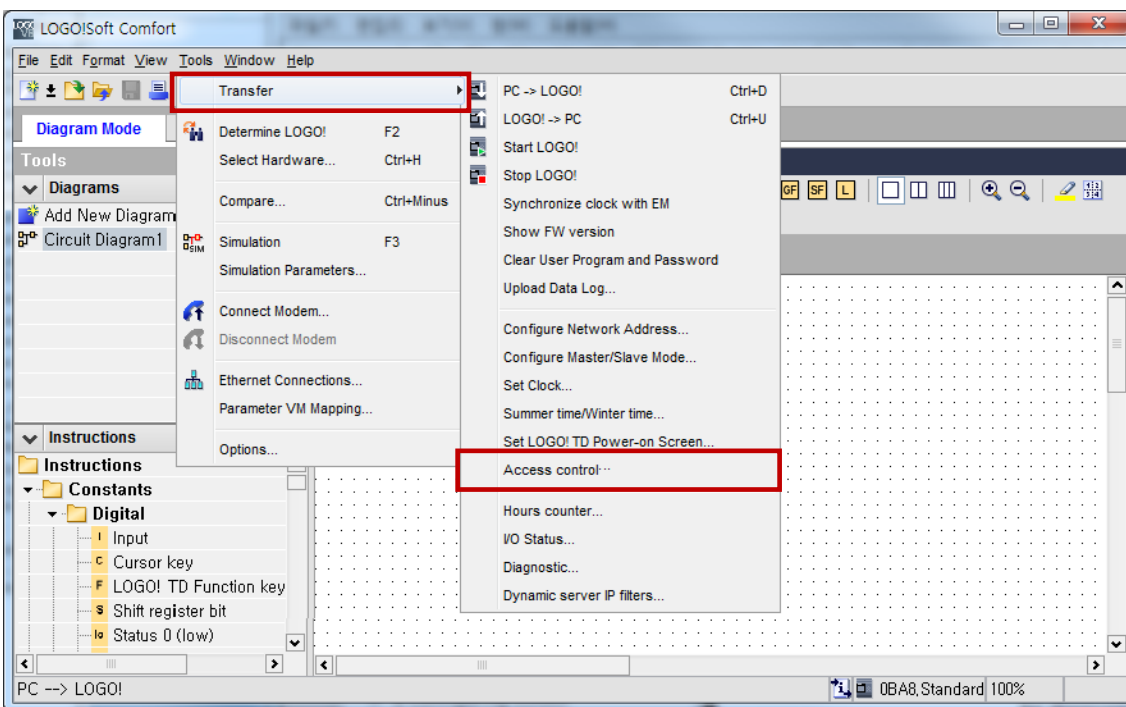 LOGO!Soft Comfort
File Edit Format View Tools Window Help
Diagram Mode
Tools
Diagrams
Add New Diagram
Circuit Diagram1
Instructions
Instructions
Constants
Digital
I Input
C Cursor key
F LOGO! TD Function key
S Shift register bit
lo Status 0 (low)
Transfer
Determine LOGO! F2
Select Hardware... Ctrl+H
Compare... Ctrl+Minus
SIM Simulation F3
Simulation Parameters...
Connect Modem...
Disconnect Modem
Ethernet Connections...
Parameter VM Mapping...
Options...
PC -> LOGO! Ctrl+D
LOGO! -> PC Ctrl+U
Start LOGO!
Stop LOGO!
Synchronize clock with EM
Show FW version
Clear User Program and Password
Upload Data Log...
Configure Network Address...
Configure Master/Slave Mode...
Set Clock...
Summer time/Winter time...
Set LOGO! TD Power-on Screen...
Access control···
Hours counter...
I/O Status...
Diagnostic...
Dynamic server IP filters...
GF SF L
PC --> LOGO!
0BA8,Standard 100%